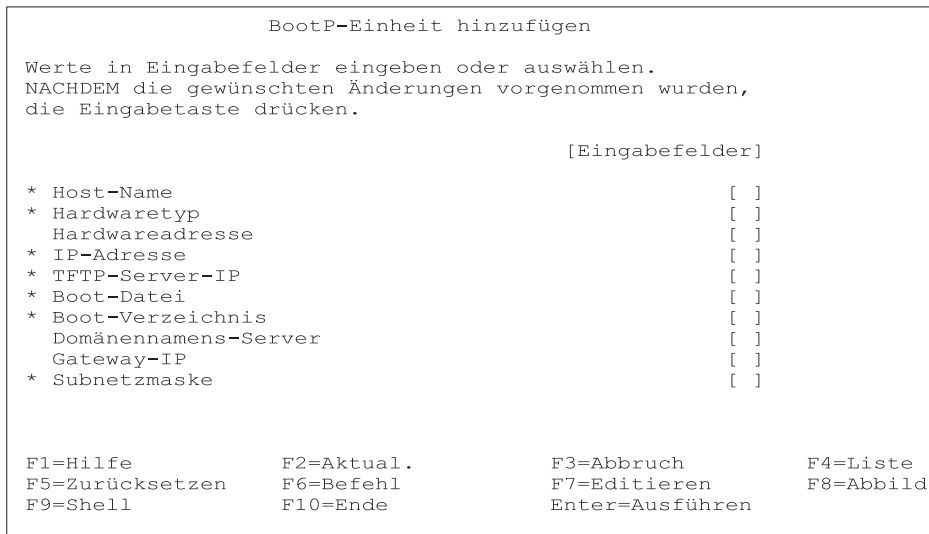 BootP-Einheit hinzufügen
Werte in Eingabefelder eingeben oder auswählen.
NACHDEM die gewünschten Änderungen vorgenommen wurden,
die Eingabetaste drücken.
[Eingabefelder]
* Host-Name [ ]
* Hardwaretyp [ ]
Hardwareadresse [ ]
* IP-Adresse [ ]
* TFTP-Server-IP [ ]
* Boot-Datei [ ]
* Boot-Verzeichnis [ ]
Domänennamens-Server [ ]
Gateway-IP [ ]
* Subnetzmaske [ ]
F1=Hilfe F2=Aktual. F3=Abbruch F4=Liste
F5=Zurücksetzen F6=Befehl F7=Editieren F8=Abbild
F9=Shell F10=Ende Enter=Ausführen